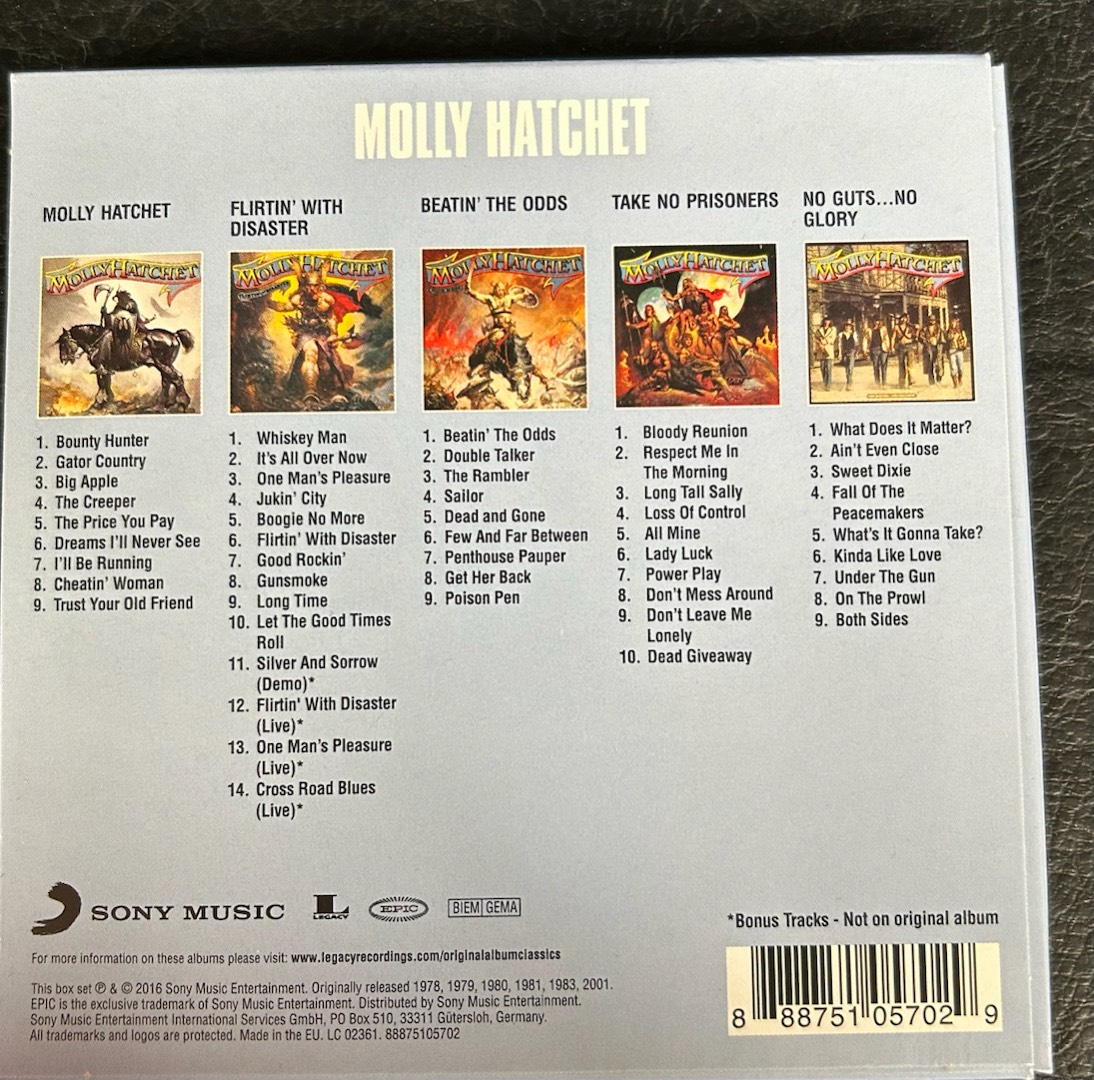 MOLLY HATCHET
MOLLY HATCHET
MOLLY HATCHET
1. Bounty Hunter
2. Gator Country
3. Big Apple
4. The Creeper
5. The Price You Pay
6. Dreams I'll Never See
7. I'll Be Running
8. Cheatin' Woman
9. Trust Your Old Friend
FLIRTIN' WITH
DISASTER
MOLLY HATCHET
1. Whiskey Man
2. It's All Over Now
3. One Man's Pleasure
4. Jukin' City
5. Boogie No More
6. Flirtin' With Disaster
7. Good Rockin'
8. Gunsmoke
9. Long Time
10. Let The Good Times
Roll
11. Silver And Sorrow
(Demo)*
12. Flirtin' With Disaster
(Live)*
13. One Man's Pleasure
(Live)*
14. Cross Road Blues
(Live)*
BEATIN' THE ODDS
MOLLY HATCHET
1. Beatin' The Odds
2. Double Talker
3. The Rambler
4. Sailor
5. Dead and Gone
6. Few And Far Between
7. Penthouse Pauper
8. Get Her Back
9. Poison Pen
TAKE NO PRISONERS
MOLLY HATCHET
1. Bloody Reunion
2. Respect Me In
The Morning
3. Long Tall Sally
4. Loss Of Control
5. All Mine
6. Lady Luck
7. Power Play
8. Don't Mess Around
9. Don't Leave Me
Lonely
10. Dead Giveaway
NO GUTS...NO
GLORY
MOLLY HATCHET
1. What Does It Matter?
2. Ain't Even Close
3. Sweet Dixie
4. Fall Of The
Peacemakers
5. What's It Gonna Take?
6. Kinda Like Love
7. Under The Gun
8. On The Prowl
9. Both Sides
SONY MUSIC
L LEGACY
EPIC
BIEM GEMA
*Bonus Tracks - Not on original album
For more information on these albums please visit: www.legacyrecordings.com/originalalbumclassics
This box set ℗ & © 2016 Sony Music Entertainment. Originally released 1978, 1979, 1980, 1981, 1983, 2001.
EPIC is the exclusive trademark of Sony Music Entertainment. Distributed by Sony Music Entertainment.
Sony Music Entertainment International Services GmbH, PO Box 510, 33311 Gütersloh, Germany.
All trademarks and logos are protected. Made in the EU. LC 02361. 88875105702
8 88751 05702 9